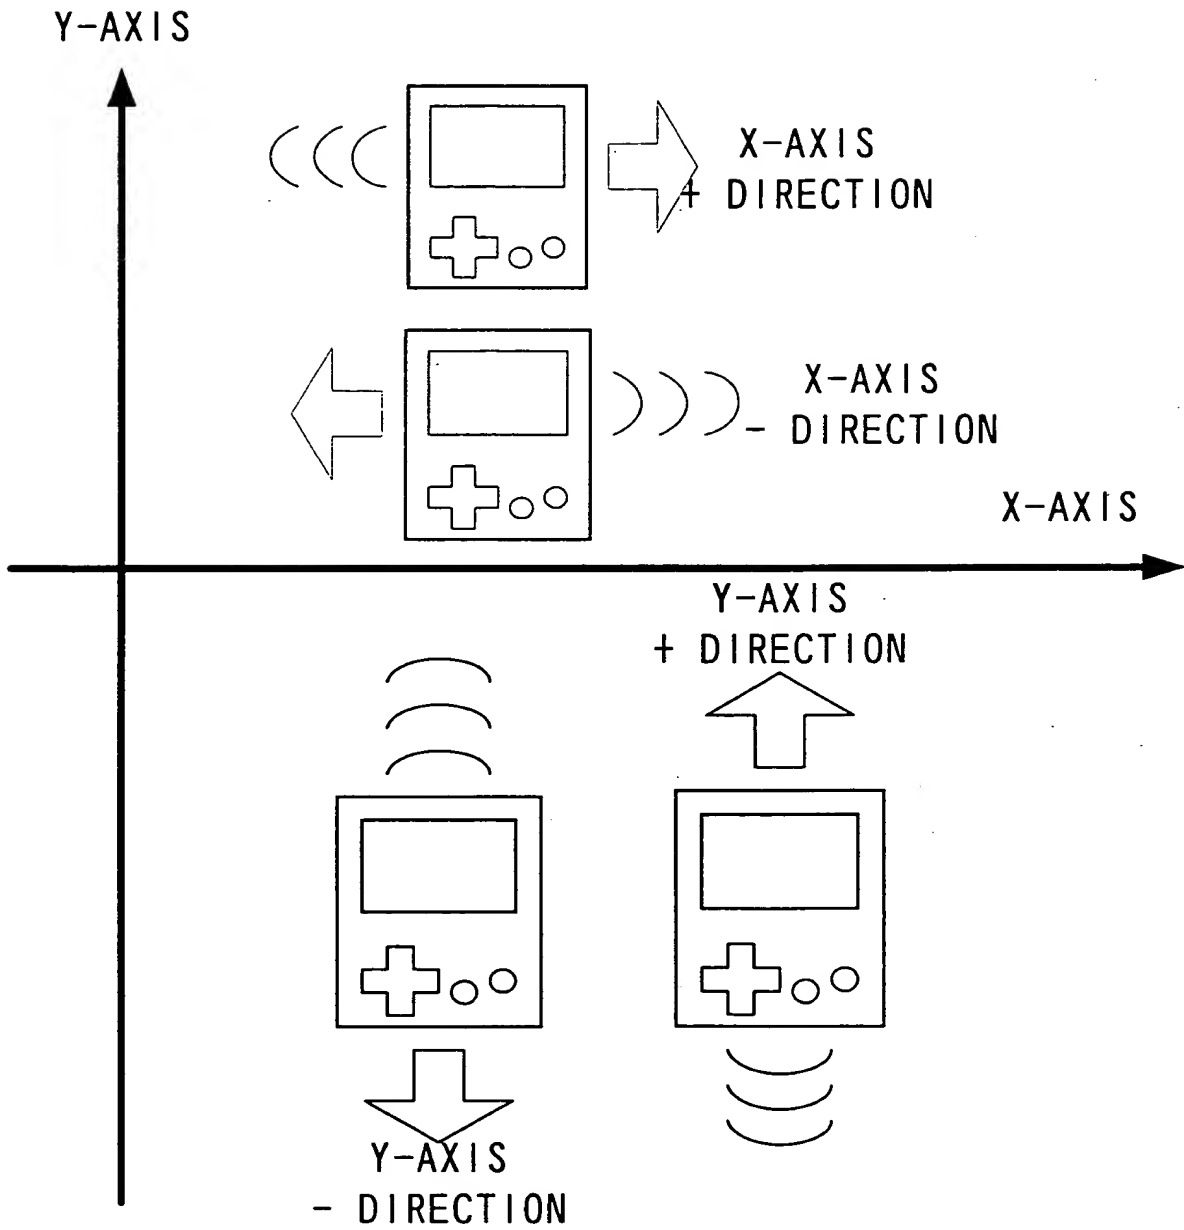 Y-AXIS
X-AXIS
+ DIRECTION
X-AXIS
- DIRECTION
X-AXIS
Y-AXIS
+ DIRECTION
Y-AXIS
- DIRECTION